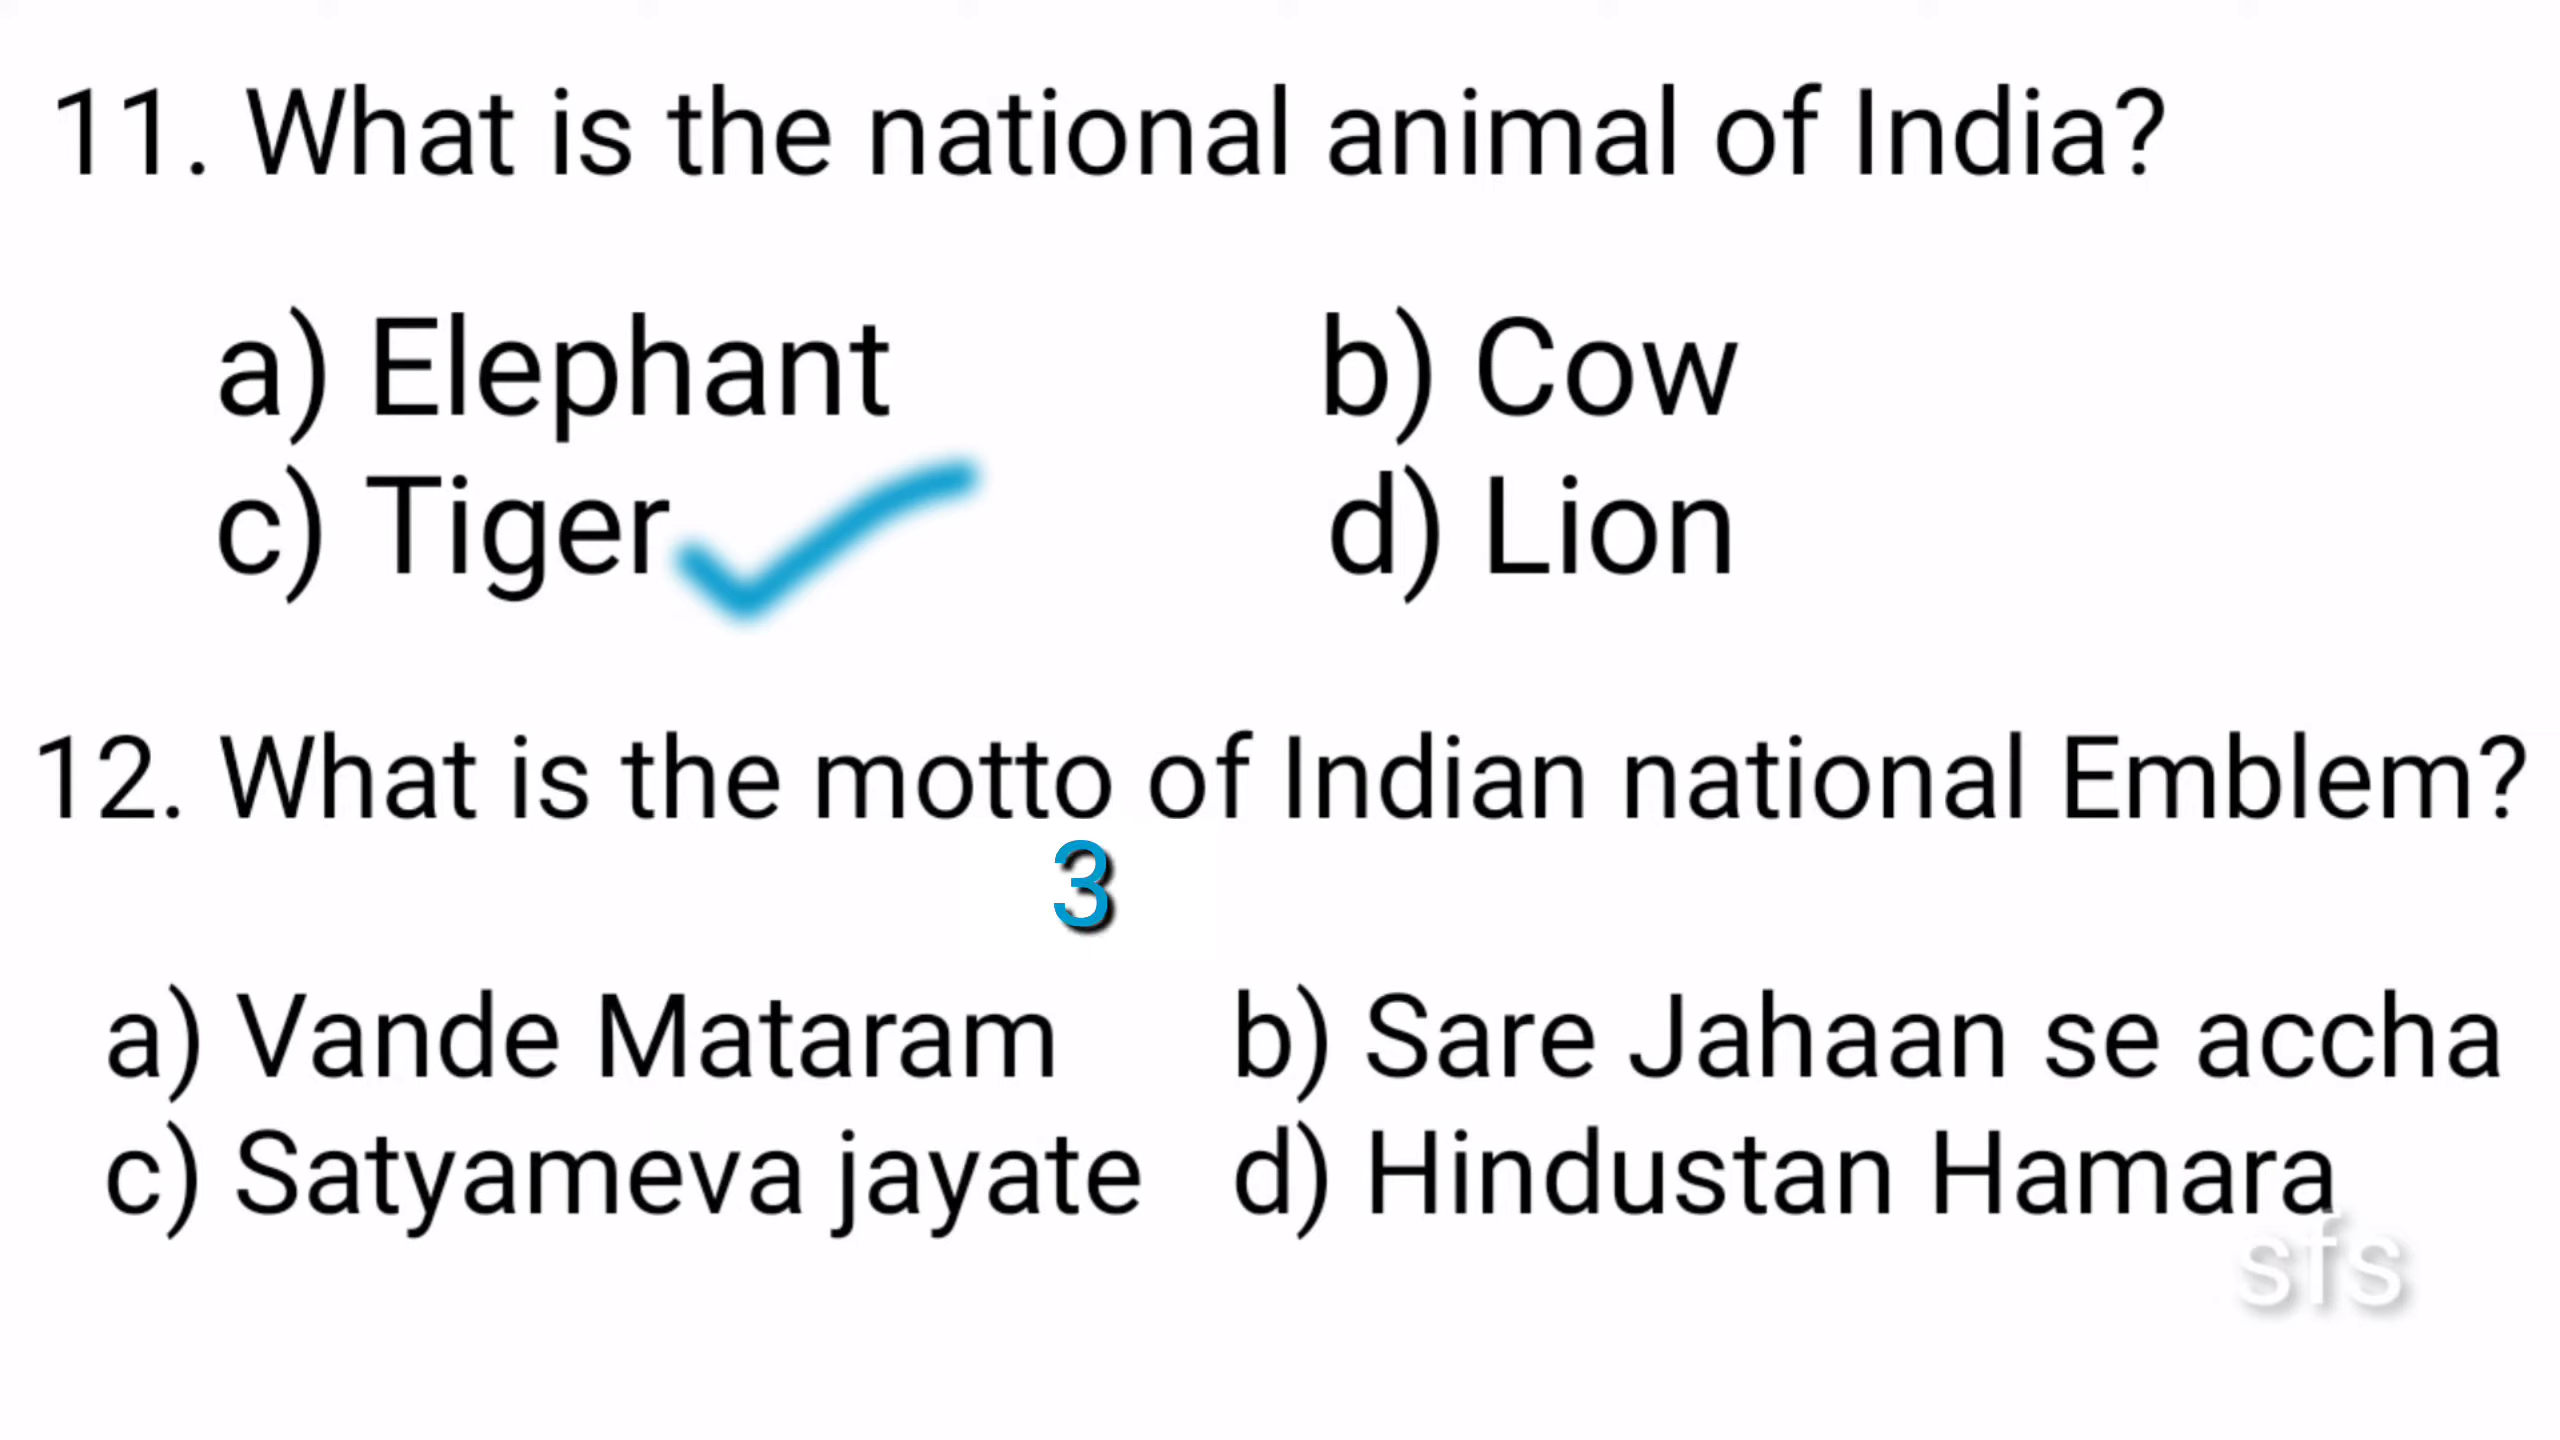 11. What is the national animal of India?
a) Elephant b) Cow
c) Tiger d) Lion
12. What is the motto of Indian national Emblem?
3
a) Vande Mataram b) Sare Jahaan se accha
c) Satyameva jayate d) Hindustan Hamara
sfs